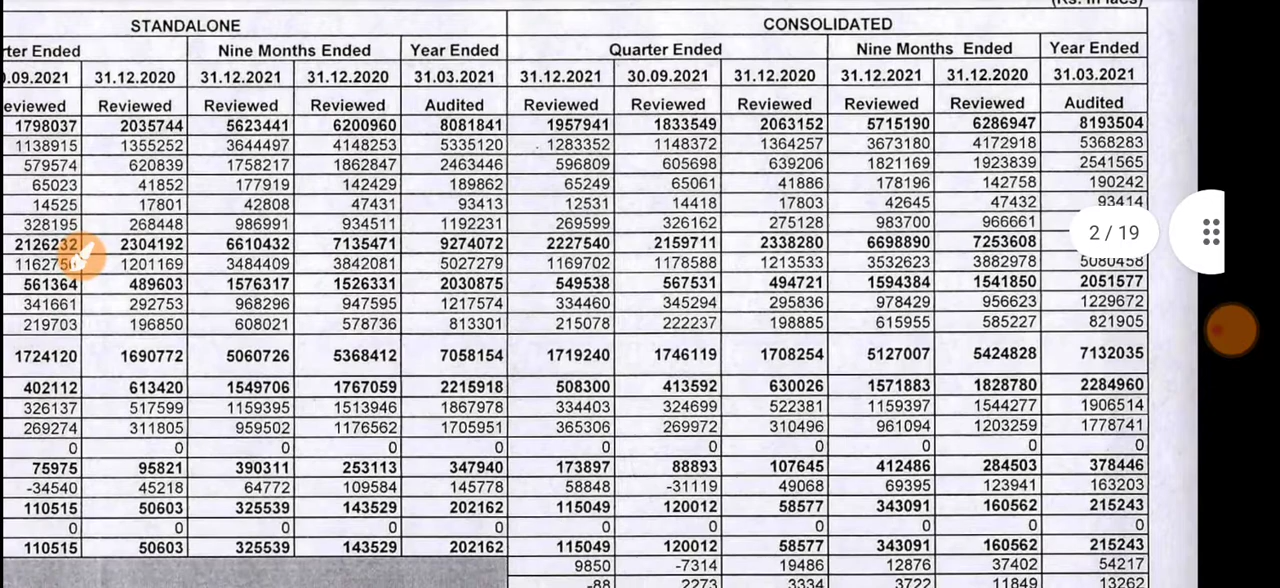 (Rs. in lacs)
STANDALONE CONSOLIDATED
rter Ended Nine Months Ended Year Ended Quarter Ended Nine Months Ended Year Ended
0.09.2021 31.12.2020 31.12.2021 31.12.2020 31.03.2021 31.12.2021 30.09.2021 31.12.2020 31.12.2021 31.12.2020 31.03.2021
eviewed Reviewed Reviewed Reviewed Audited Reviewed Reviewed Reviewed Reviewed Reviewed Audited
1798037 2035744 5623441 6200960 8081841 1957941 1833549 2063152 5715190 6286947 8193504
1138915 1355252 3644497 4148253 5335120 1283352 1148372 1364257 3673180 4172918 5368283
579574 620839 1758217 1862847 2463446 596809 605698 639206 1821169 1923839 2541565
65023 41852 177919 142429 189862 65249 65061 41886 178196 142758 190242
14525 17801 42808 47431 93413 12531 14418 17803 42645 47432 93414
328195 268448 986991 934511 1192231 269599 326162 275128 983700 966661
2126232 2304192 6610432 7135471 9274072 2227540 2159711 2338280 6698890 7253608
2 / 19
1201169 3484409 3842081 5027279 1169702 1178588 1213533 3532623 3882978 5080458
561364 489603 1576317 1526331 2030875 549538 567531 494721 1594384 1541850 2051577
341661 292753 968296 947595 1217574 334460 345294 295836 978429 956623 1229672
219703 196850 608021 578736 813301 215078 222237 198885 615955 585227 821905
1724120 1690772 5060726 5368412 7058154 1719240 1746119 1708254 5127007 5424828 7132035
402112 613420 1549706 1767059 2215918 508300 413592 630026 1571883 1828780 2284960
326137 517599 1159395 1513946 1867978 334403 324699 522381 1159397 1544277 1906514
269274 311805 959502 1176562 1705951 365306 269972 310496 961094 1203259 1778741
0 0 0 0 0 0 0 0 0 0 0
75975 95821 390311 253113 347940 173897 88893 107645 412486 284503 378446
-34540 45218 64772 109584 145778 58848 -31119 49068 69395 123941 163203
110515 50603 325539 143529 202162 115049 120012 58577 343091 160562 215243
0 0 0 0 0 0 0 0 0 0 0
110515 50603 325539 143529 202162 115049 120012 58577 343091 160562 215243
9850 -7314 19486 12876 37402 54217
-88 2273 3334 3722 11849 13262